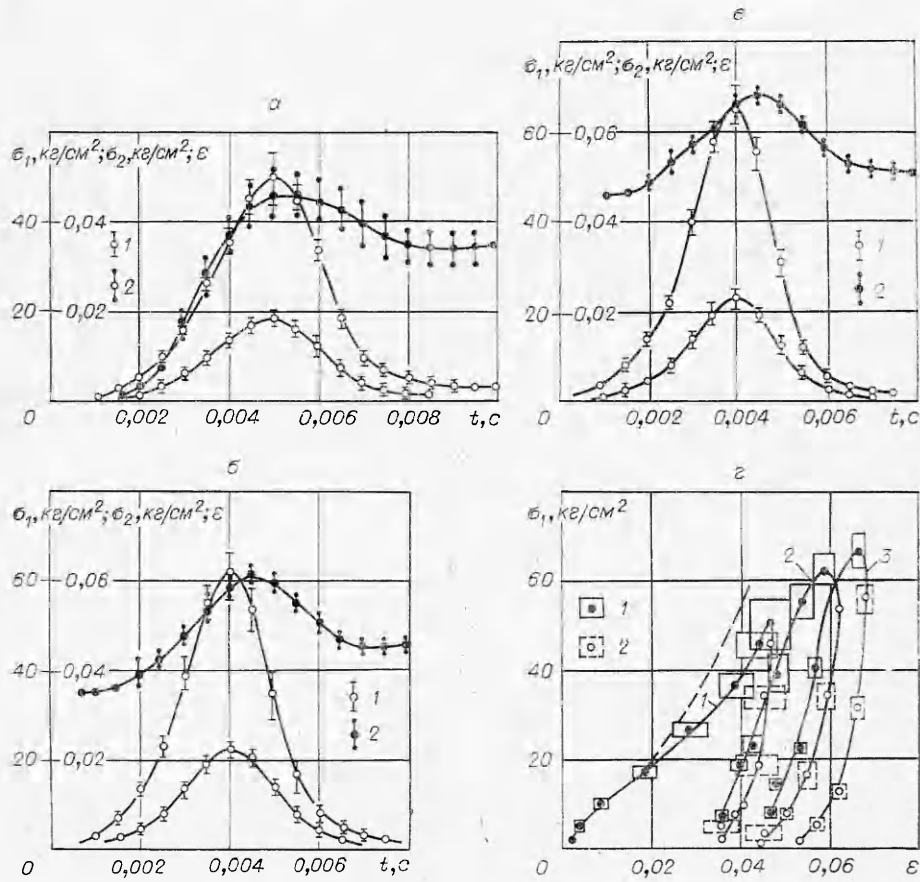 а
σ₁, кг/см²; σ₂, кг/см²; ε
40 0,04
20 0,02
1
2
0 0,002 0,004 0,006 0,008 t, с
в
σ₁, кг/см²; σ₂, кг/см²; ε
60 0,06
40 0,04
20 0,02
1
2
0 0,002 0,004 0,006 t, с
б
σ₁, кг/см²; σ₂, кг/см²; ε
60 0,06
40 0,04
20 0,02
1
2
0 0,002 0,004 0,006 t, с
г
σ₁, кг/см²
60
40
20
1
2
1
2
3
0 0,02 0,04 0,06 ε